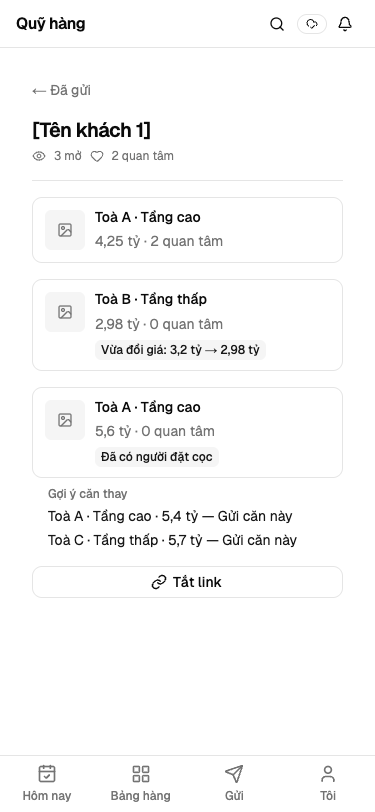 Quỹ hàng
← Đã gửi
[Tên khách 1]
3 mở 2 quan tâm
Toà A · Tầng cao
4,25 tỷ · 2 quan tâm
Toà B · Tầng thấp
2,98 tỷ · 0 quan tâm
Vừa đổi giá: 3,2 tỷ → 2,98 tỷ
Toà A · Tầng cao
5,6 tỷ · 0 quan tâm
Đã có người đặt cọc
Gợi ý căn thay
Toà A · Tầng cao · 5,4 tỷ — Gửi căn này
Toà C · Tầng thấp · 5,7 tỷ — Gửi căn này
Tắt link
Hôm nay Bảng hàng Gửi Tôi